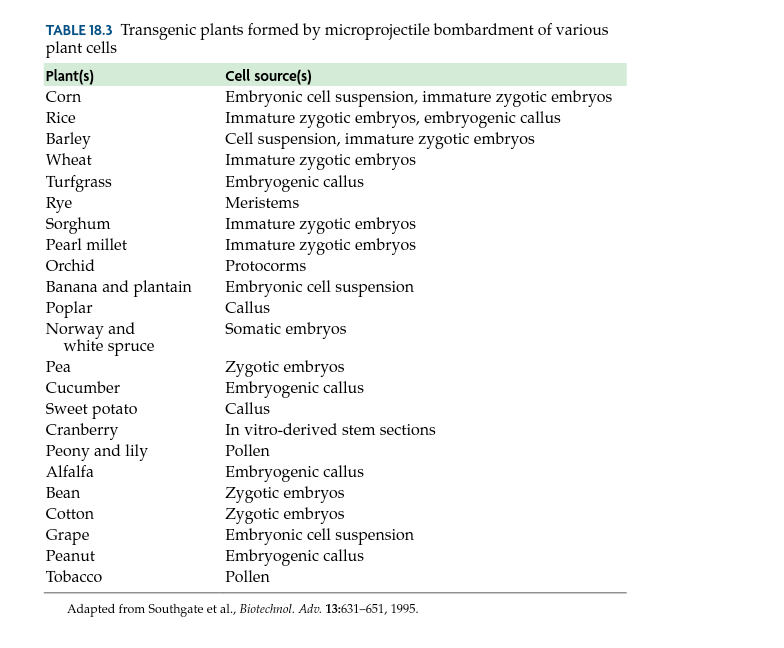 TABLE 18.3 Transgenic plants formed by microprojectile bombardment of various
plant cells
Plant(s) Cell source(s)
Corn Embryonic cell suspension, immature zygotic embryos
Rice Immature zygotic embryos, embryogenic callus
Barley Cell suspension, immature zygotic embryos
Wheat Immature zygotic embryos
Turfgrass Embryogenic callus
Rye Meristems
Sorghum Immature zygotic embryos
Pearl millet Immature zygotic embryos
Orchid Protocorms
Banana and plantain Embryonic cell suspension
Poplar Callus
Norway and Somatic embryos
white spruce
Pea Zygotic embryos
Cucumber Embryogenic callus
Sweet potato Callus
Cranberry In vitro-derived stem sections
Peony and lily Pollen
Alfalfa Embryogenic callus
Bean Zygotic embryos
Cotton Zygotic embryos
Grape Embryonic cell suspension
Peanut Embryogenic callus
Tobacco Pollen
Adapted from Southgate et al., Biotechnol. Adv. 13:631–651, 1995.